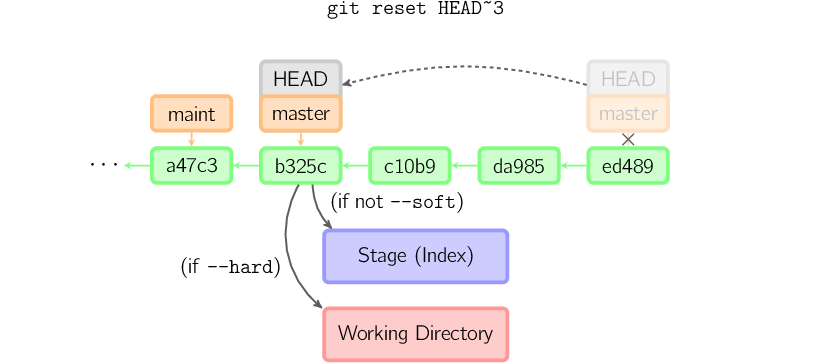 git reset HEAD~3
HEAD HEAD
maint master master
··· a47c3 b325c c10b9 da985 ed489
(if not --soft)
Stage (Index)
(if --hard)
Working Directory